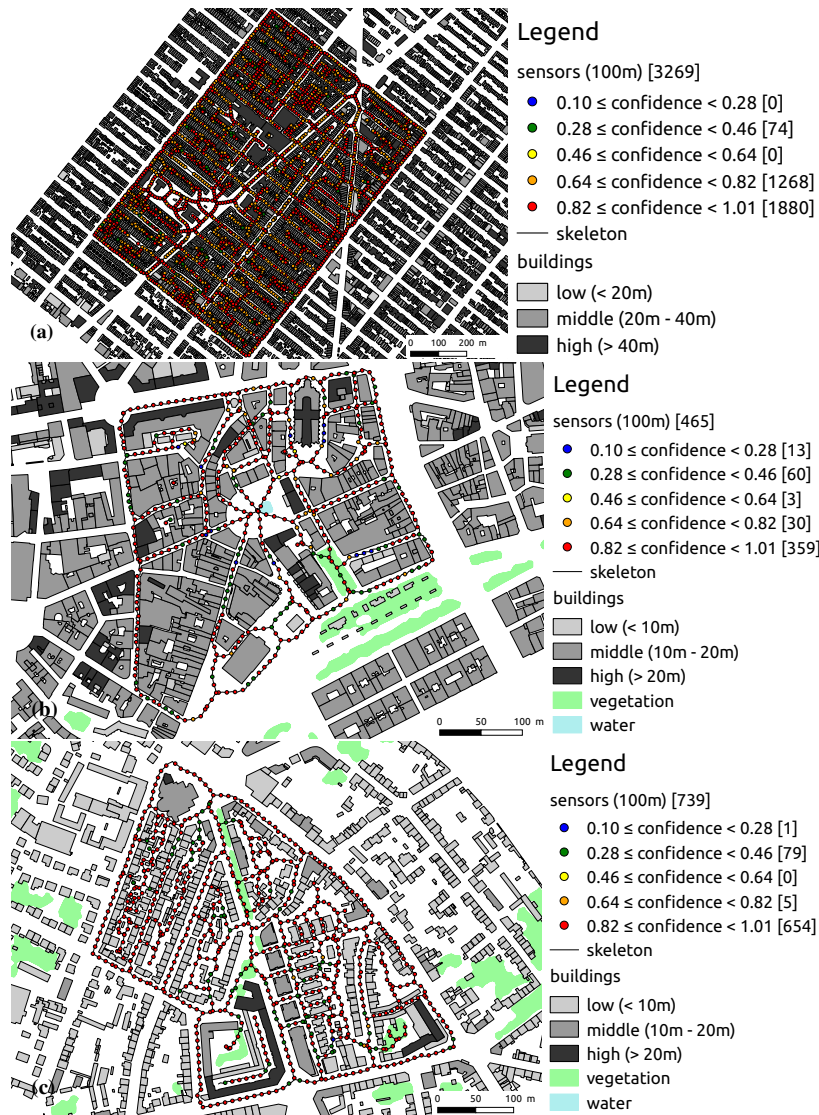 Legend
sensors (100m) [3269]
0.10 ≤ confidence < 0.28 [0]
0.28 ≤ confidence < 0.46 [74]
0.46 ≤ confidence < 0.64 [0]
0.64 ≤ confidence < 0.82 [1268]
0.82 ≤ confidence < 1.01 [1880]
skeleton
buildings
low (< 20m)
middle (20m - 40m)
high (> 40m)
(a)
0 100 200 m
Legend
sensors (100m) [465]
0.10 ≤ confidence < 0.28 [13]
0.28 ≤ confidence < 0.46 [60]
0.46 ≤ confidence < 0.64 [3]
0.64 ≤ confidence < 0.82 [30]
0.82 ≤ confidence < 1.01 [359]
skeleton
buildings
low (< 10m)
middle (10m - 20m)
high (> 20m)
vegetation
water
(b)
0 50 100 m
Legend
sensors (100m) [739]
0.10 ≤ confidence < 0.28 [1]
0.28 ≤ confidence < 0.46 [79]
0.46 ≤ confidence < 0.64 [0]
0.64 ≤ confidence < 0.82 [5]
0.82 ≤ confidence < 1.01 [654]
skeleton
buildings
low (< 10m)
middle (10m - 20m)
high (> 20m)
vegetation
water
(c)
0 50 100 m